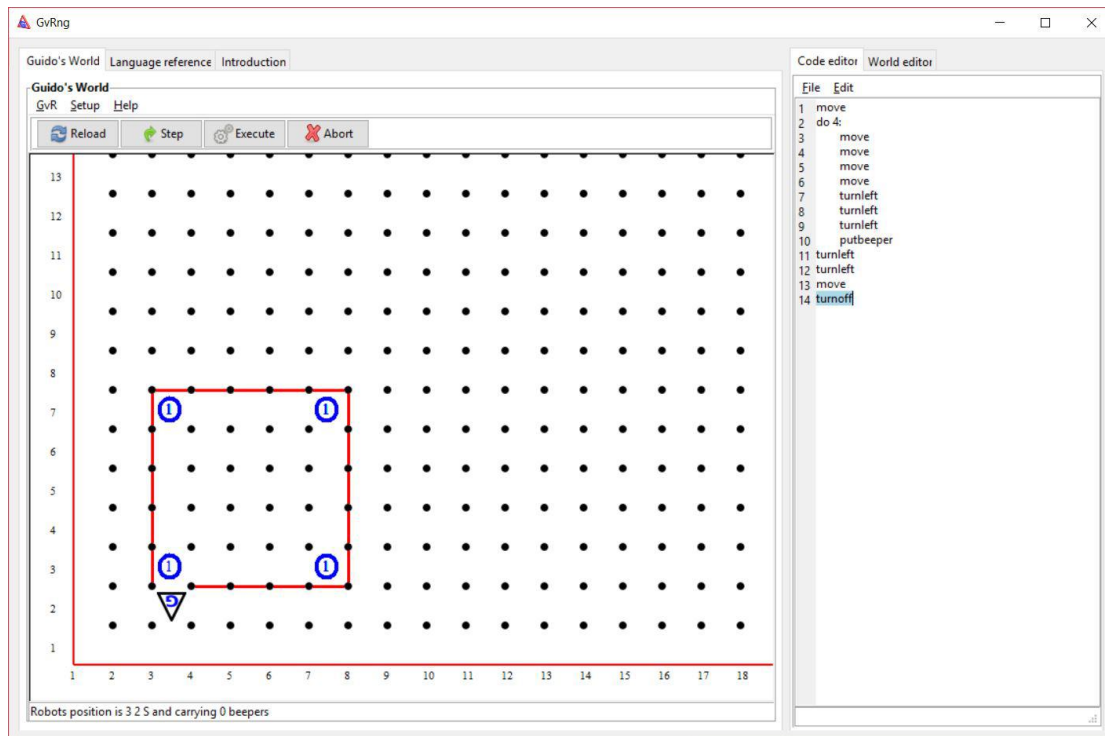 GvRng
Guido's World Language reference Introduction
Guido's World
GvR Setup Help
Reload Step Execute Abort
13
12
11
10
9
8
7
6
5
4
3
2
1
1 1
1 1
G
1 2 3 4 5 6 7 8 9 10 11 12 13 14 15 16 17 18
Robots position is 3 2 S and carrying 0 beepers
Code editor World editor
File Edit
1 move
2 do 4:
3 move
4 move
5 move
6 move
7 turnleft
8 turnleft
9 turnleft
10 putbeeper
11 turnleft
12 turnleft
13 move
14 turnoff